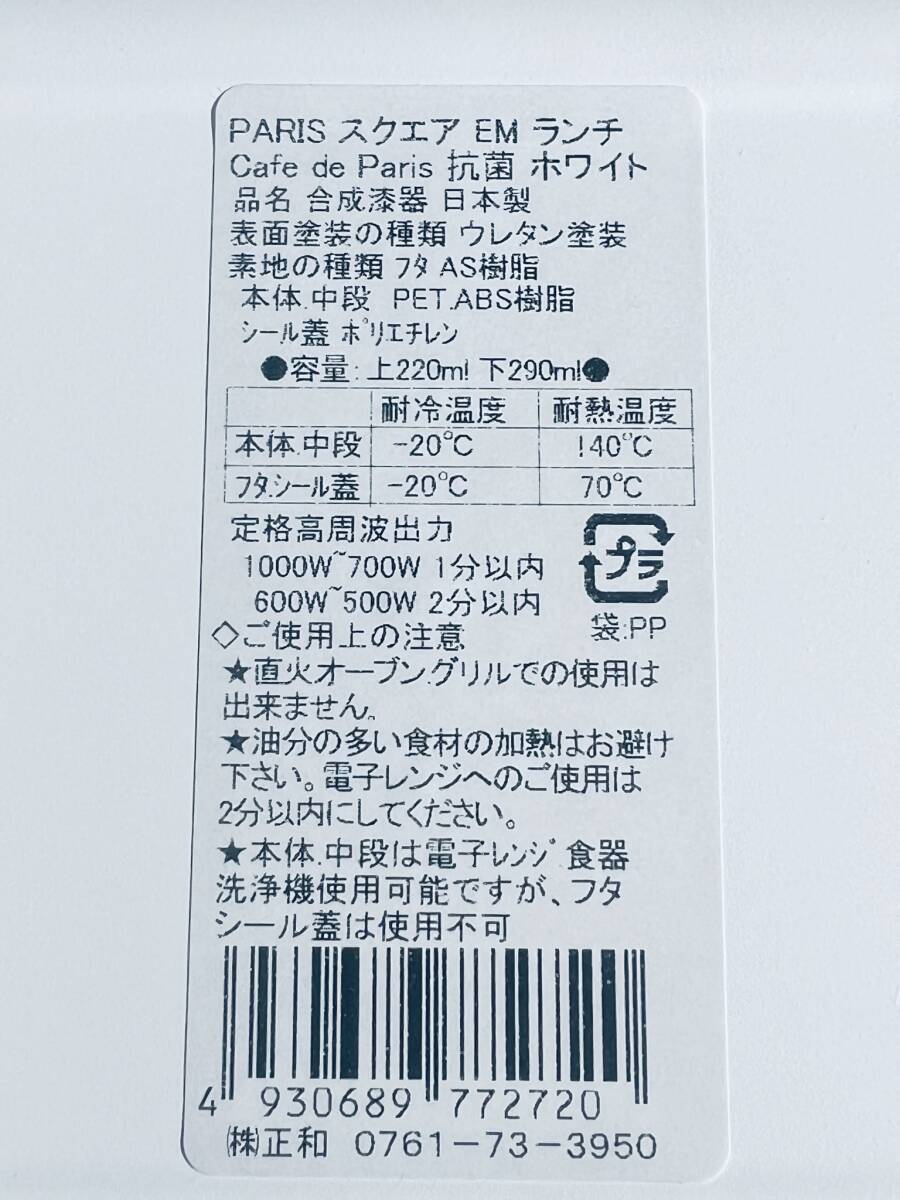 PARIS スクエア EM ランチ
Cafe de Paris 抗菌 ホワイト
品名 合成漆器 日本製
表面塗装の種類 ウレタン塗装
素地の種類 フタ AS樹脂
本体.中段 PET.ABS樹脂
シール蓋 ポリエチレン
●容量: 上220ml 下290ml●
耐冷温度 耐熱温度
本体.中段 -20℃ 140℃
フタ.シール蓋 -20℃ 70℃
定格高周波出力
1000W~700W 1分以内
600W~500W 2分以内
プラ
袋:PP
◇ご使用上の注意
★直火オーブン.グリルでの使用は
出来ません。
★油分の多い食材の加熱はお避け
下さい。電子レンジへのご使用は
2分以内にしてください。
★本体.中段は電子レンジ.食器
洗浄機使用可能ですが、フタ
シール蓋は使用不可
4 930689 772720
㈱正和 0761-73-3950